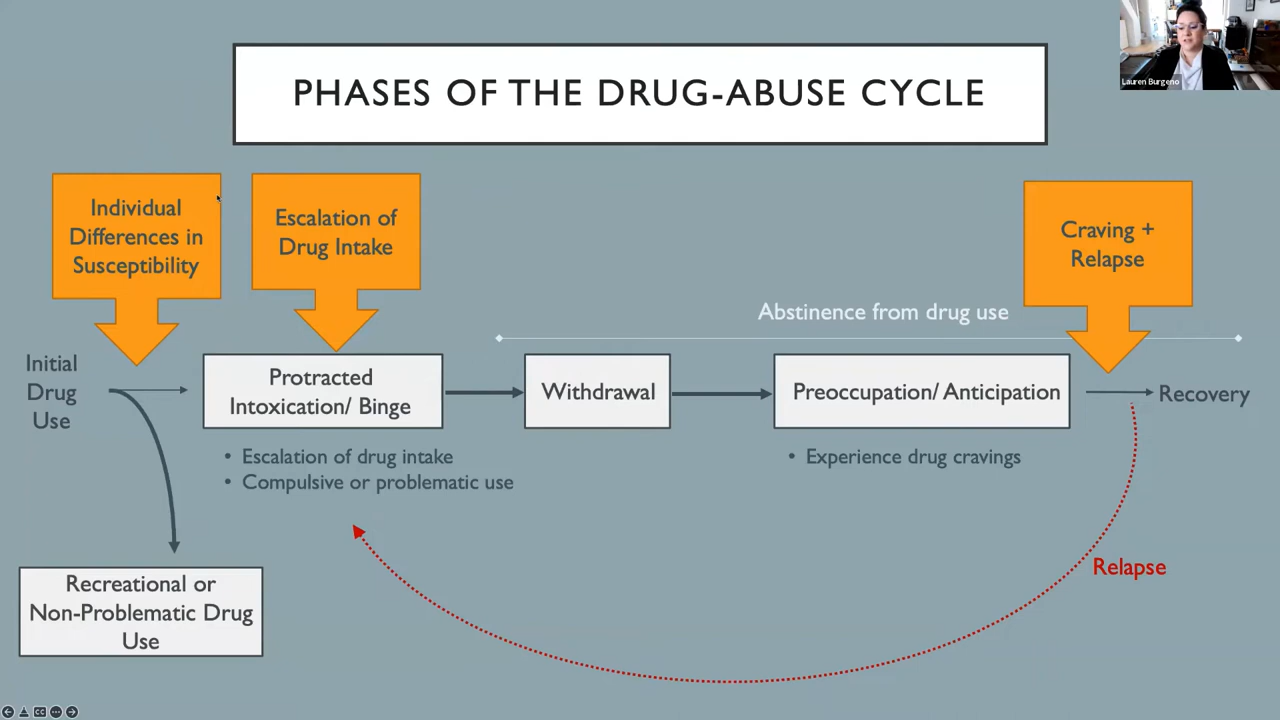 Lauren Burgeno
PHASES OF THE DRUG-ABUSE CYCLE
Individual
Differences in
Susceptibility
Escalation of
Drug Intake
Craving +
Relapse
Abstinence from drug use
Initial
Drug
Use
Protracted
Intoxication/ Binge
Withdrawal
Preoccupation/ Anticipation
Recovery
• Escalation of drug intake
• Compulsive or problematic use
• Experience drug cravings
Relapse
Recreational or
Non-Problematic Drug
Use